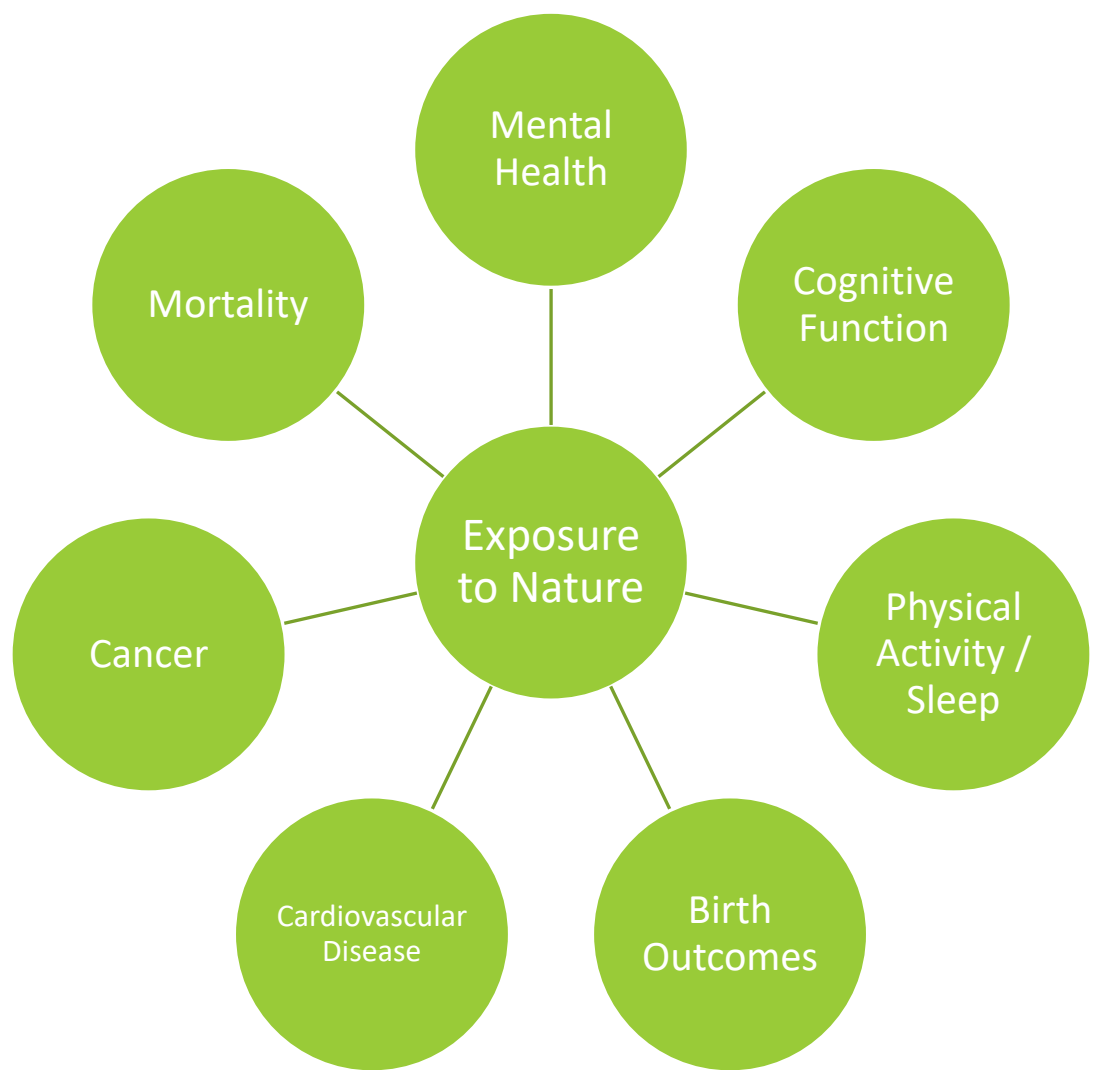 Mental
Health
Cognitive
Function
Mortality
Exposure
to Nature
Physical
Activity /
Sleep
Cancer
Birth
Outcomes
Cardiovascular
Disease